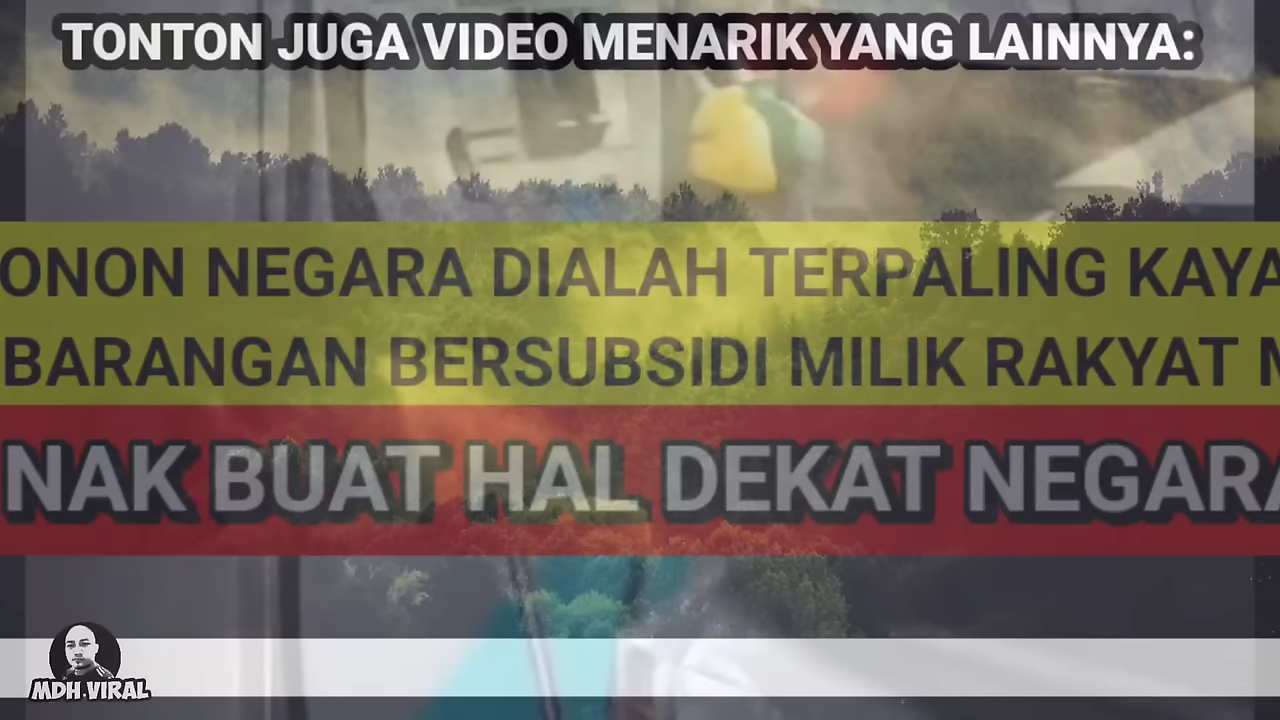 TONTON JUGA VIDEO MENARIK YANG LAINNYA:
ONON NEGARA DIALAH TERPALING KAYA
BARANGAN BERSUBSIDI MILIK RAKYAT M
NAK BUAT HAL DEKAT NEGARA
MDH VIRAL